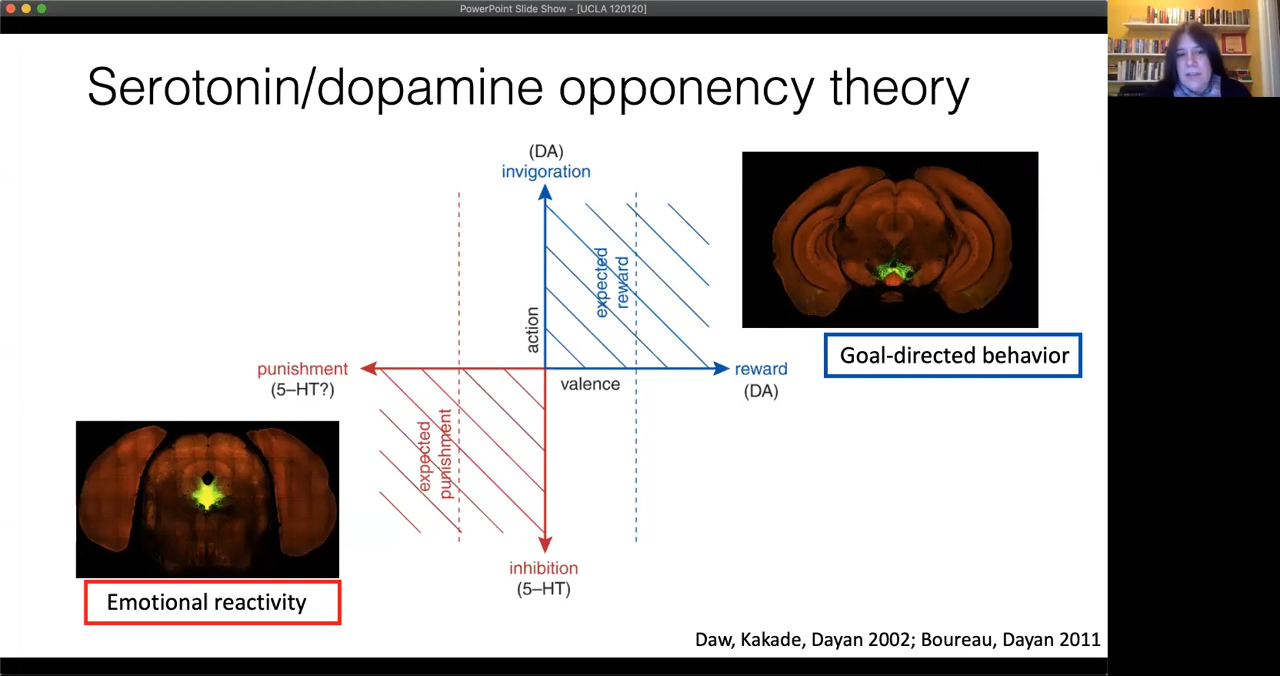 PowerPoint Slide Show - [UCLA 120120]
Serotonin/dopamine opponency theory
(DA)
invigoration
expected
reward
action
punishment
(5–HT?)
valence
reward
(DA)
Goal-directed behavior
expected
punishment
inhibition
(5–HT)
Emotional reactivity
Daw, Kakade, Dayan 2002; Boureau, Dayan 2011